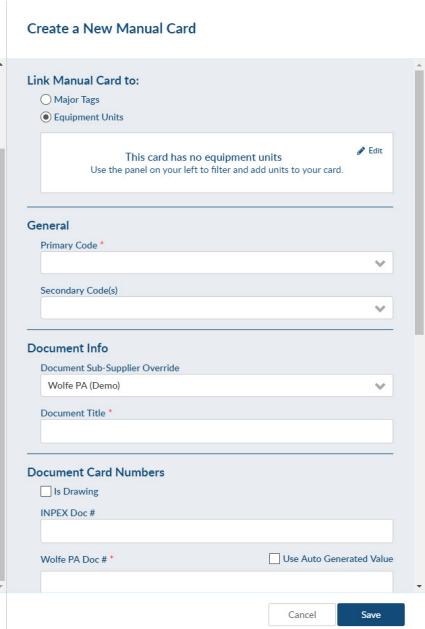 Create a New Manual Card
Link Manual Card to:
Major Tags
Equipment Units
This card has no equipment units
Edit
Use the panel on your left to filter and add units to your card.
General
Primary Code *
Secondary Code(s)
Document Info
Document Sub-Supplier Override
Wolfe PA (Demo)
Document Title *
Document Card Numbers
Is Drawing
INPEX Doc #
Wolfe PA Doc # *
Use Auto Generated Value
Cancel
Save